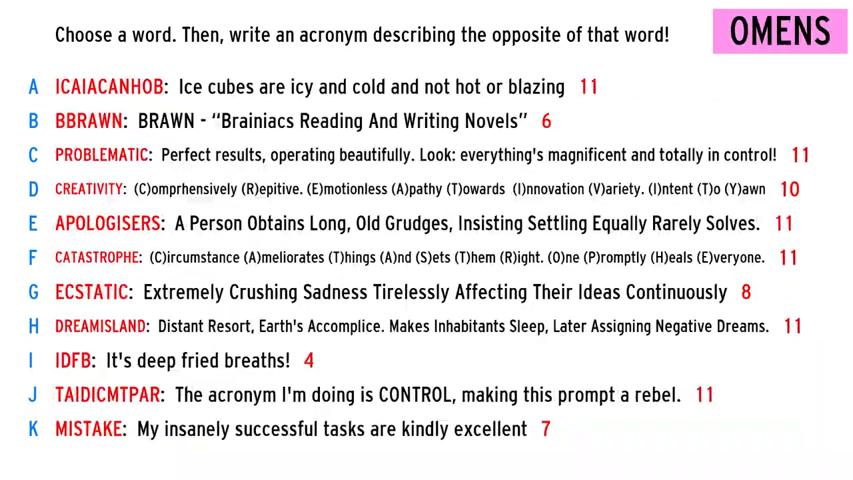 Choose a word. Then, write an acronym describing the opposite of that word!
OMENS
A ICAIACANHOB: Ice cubes are icy and cold and not hot or blazing 11
B BBRAWN: BRAWN - “Brainiacs Reading And Writing Novels” 6
C PROBLEMATIC: Perfect results, operating beautifully. Look: everything's magnificent and totally in control! 11
D CREATIVITY: (C)omprhensively (R)epitive. (E)motionless (A)pathy (T)owards (I)nnovation (V)ariety. (I)ntent (T)o (Y)awn 10
E APOLOGISERS: A Person Obtains Long, Old Grudges, Insisting Settling Equally Rarely Solves. 11
F CATASTROPHE: (C)ircumstance (A)meliorates (T)hings (A)nd (S)ets (T)hem (R)ight. (O)ne (P)romptly (H)eals (E)veryone. 11
G ECSTATIC: Extremely Crushing Sadness Tirelessly Affecting Their Ideas Continuously 8
H DREAMISLAND: Distant Resort, Earth's Accomplice. Makes Inhabitants Sleep, Later Assigning Negative Dreams. 11
I IDFB: It's deep fried breaths! 4
J TAIDICMTPAR: The acronym I'm doing is CONTROL, making this prompt a rebel. 11
K MISTAKE: My insanely successful tasks are kindly excellent 7